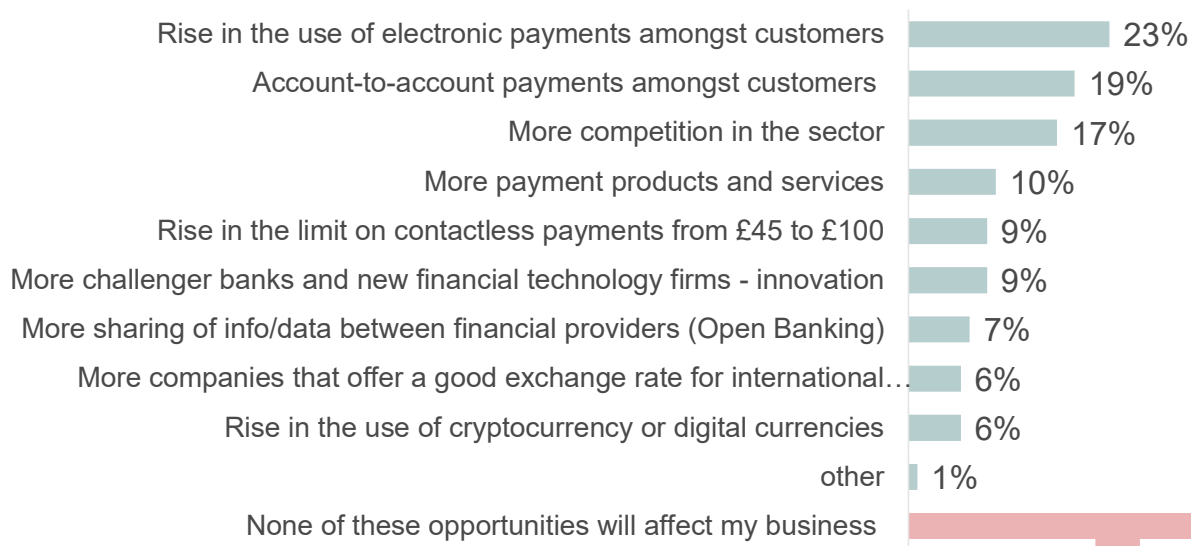 Rise in the use of electronic payments amongst customers 23%
Account-to-account payments amongst customers 19%
More competition in the sector 17%
More payment products and services 10%
Rise in the limit on contactless payments from £45 to £100 9%
More challenger banks and new financial technology firms - innovation 9%
More sharing of info/data between financial providers (Open Banking) 7%
More companies that offer a good exchange rate for international… 6%
Rise in the use of cryptocurrency or digital currencies 6%
other 1%
None of these opportunities will affect my business